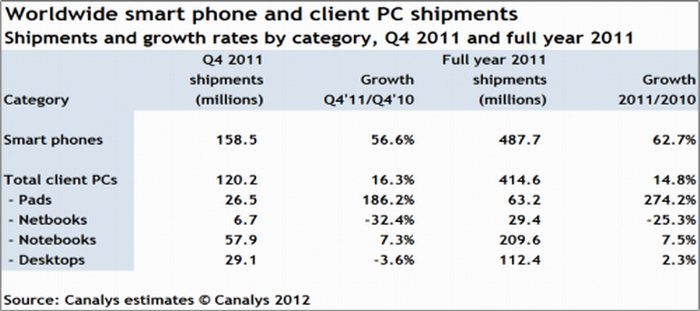 Worldwide smart phone and client PC shipments
Shipments and growth rates by category, Q4 2011 and full year 2011
Q4 2011 Full year 2011
shipments Growth shipments Growth
Category (millions) Q4'11/Q4'10 (millions) 2011/2010
Smart phones 158.5 56.6% 487.7 62.7%
Total client PCs 120.2 16.3% 414.6 14.8%
- Pads 26.5 186.2% 63.2 274.2%
- Netbooks 6.7 -32.4% 29.4 -25.3%
- Notebooks 57.9 7.3% 209.6 7.5%
- Desktops 29.1 -3.6% 112.4 2.3%
Source: Canalys estimates © Canalys 2012